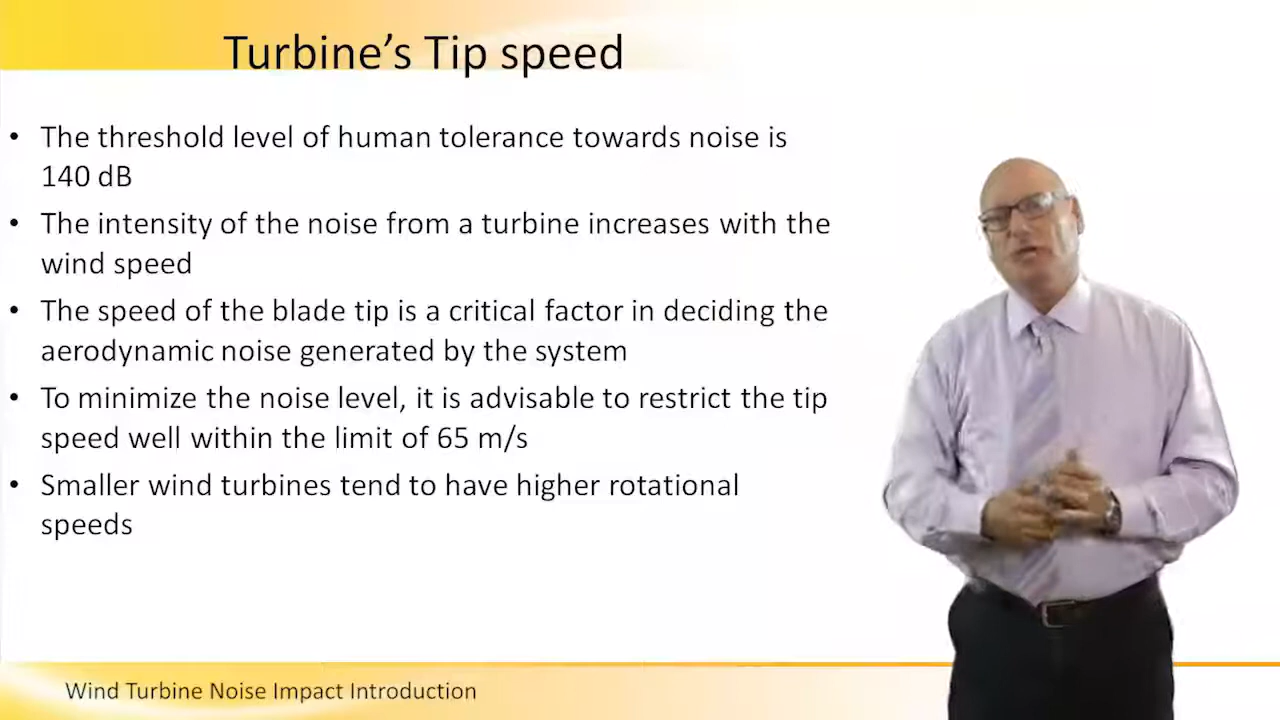 Turbine’s Tip speed
• The threshold level of human tolerance towards noise is
140 dB
• The intensity of the noise from a turbine increases with the
wind speed
• The speed of the blade tip is a critical factor in deciding the
aerodynamic noise generated by the system
• To minimize the noise level, it is advisable to restrict the tip
speed well within the limit of 65 m/s
• Smaller wind turbines tend to have higher rotational
speeds
Wind Turbine Noise Impact Introduction